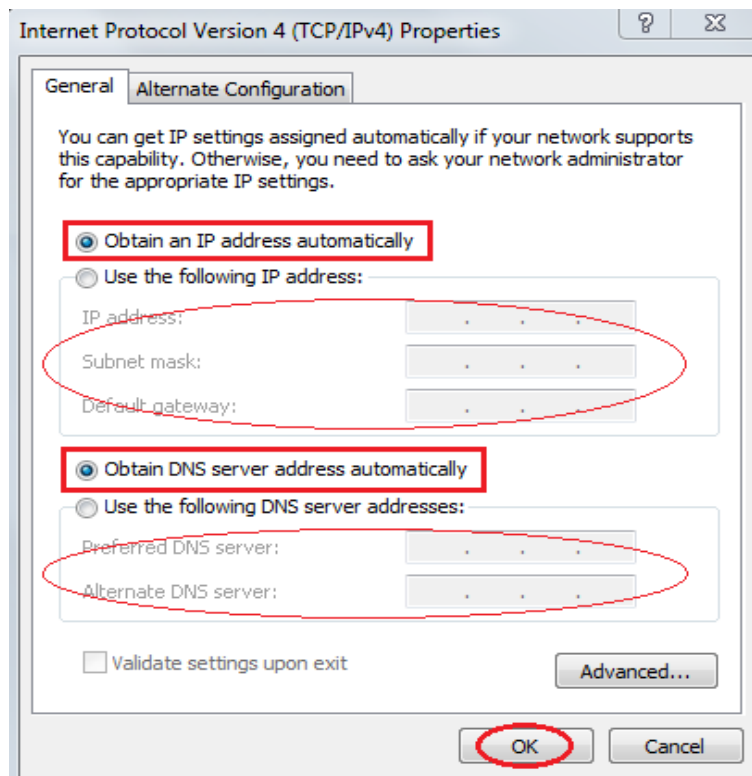 Internet Protocol Version 4 (TCP/IPv4) Properties
General
Alternate Configuration
You can get IP settings assigned automatically if your network supports
this capability. Otherwise, you need to ask your network administrator
for the appropriate IP settings.
Obtain an IP address automatically
Use the following IP address:
IP address:
Subnet mask:
Default gateway:
Obtain DNS server address automatically
Use the following DNS server addresses:
Preferred DNS server:
Alternate DNS server:
Validate settings upon exit
Advanced...
OK
Cancel